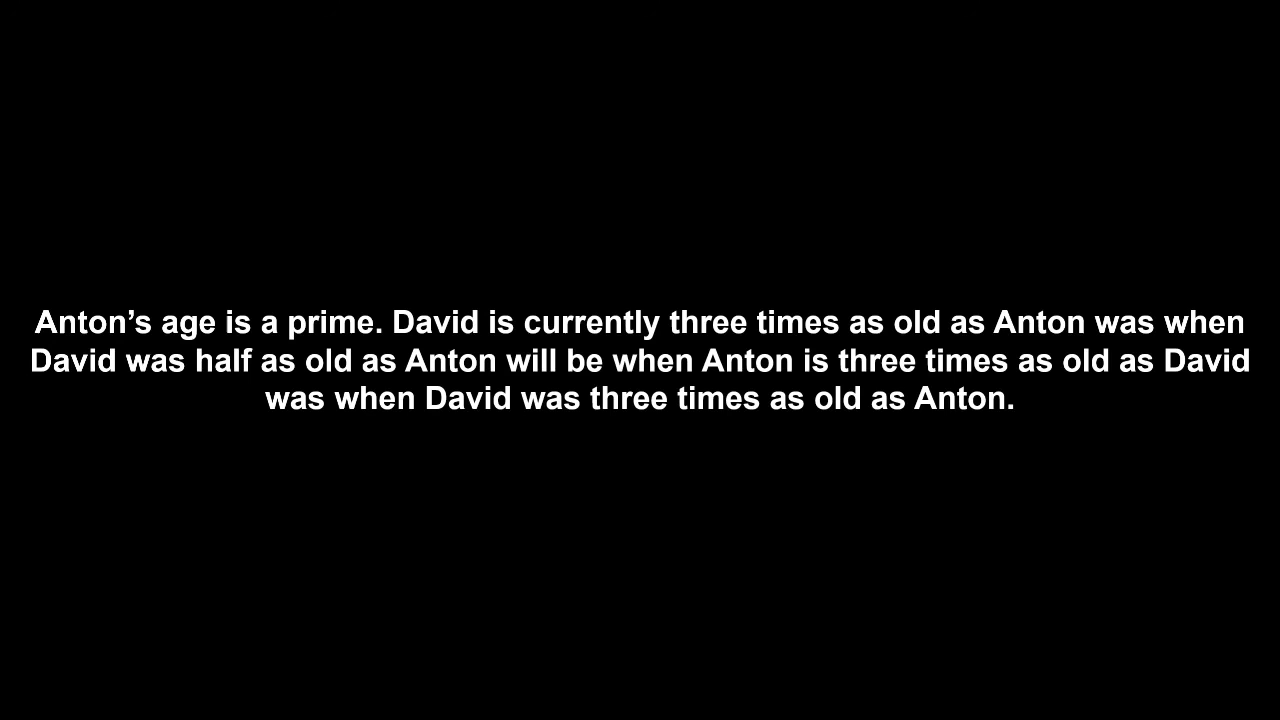 Anton’s age is a prime. David is currently three times as old as Anton was when
David was half as old as Anton will be when Anton is three times as old as David
was when David was three times as old as Anton.